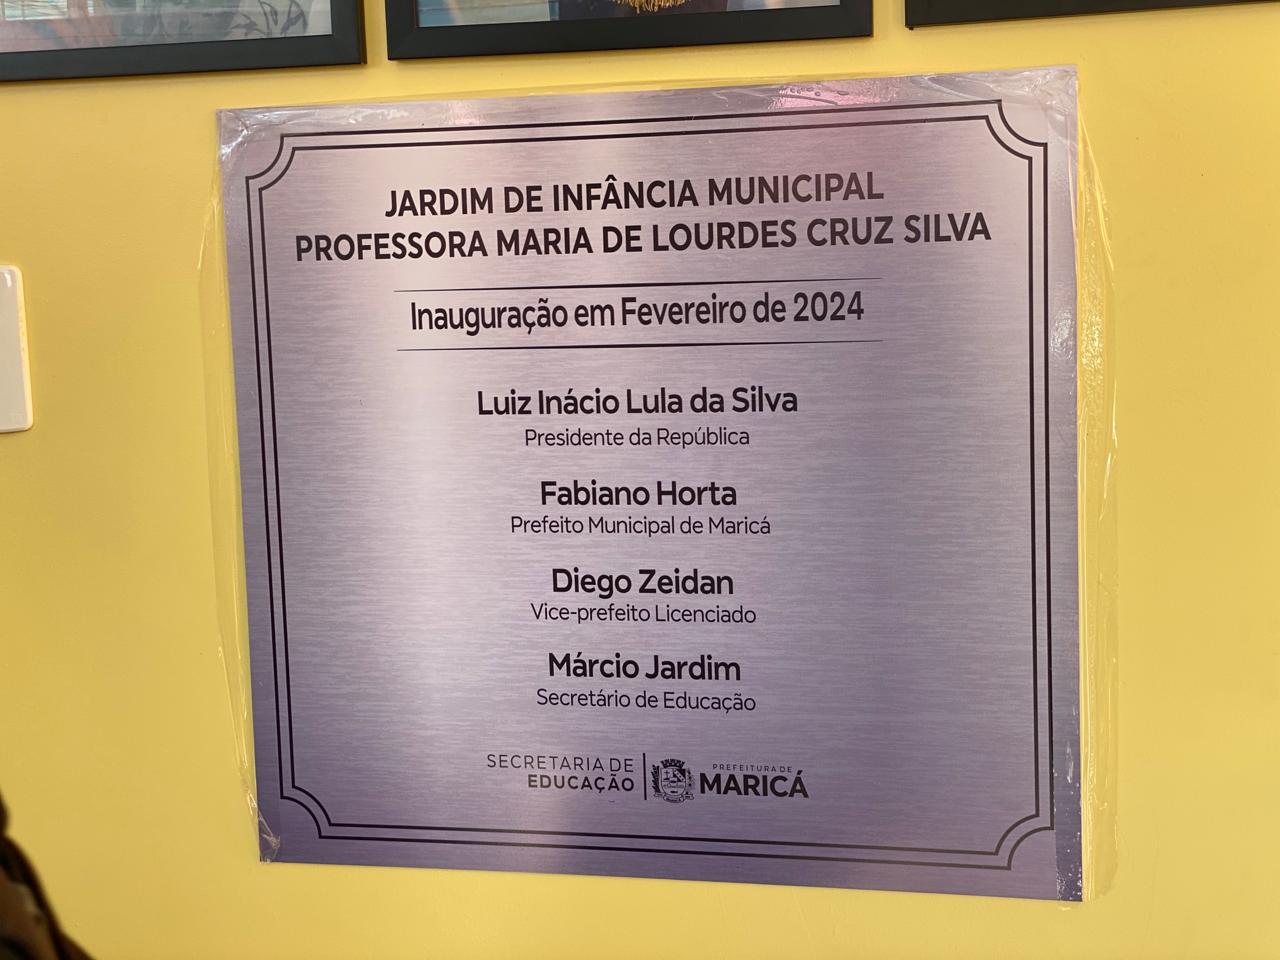 JARDIM DE INFÂNCIA MUNICIPAL
PROFESSORA MARIA DE LOURDES CRUZ SILVA
Inauguração em Fevereiro de 2024
Luiz Inácio Lula da Silva
Presidente da República
Fabiano Horta
Prefeito Municipal de Maricá
Diego Zeidan
Vice-prefeito Licenciado
Márcio Jardim
Secretário de Educação
SECRETARIA DE
EDUCAÇÃO
PREFEITURA DE
MARICÁ